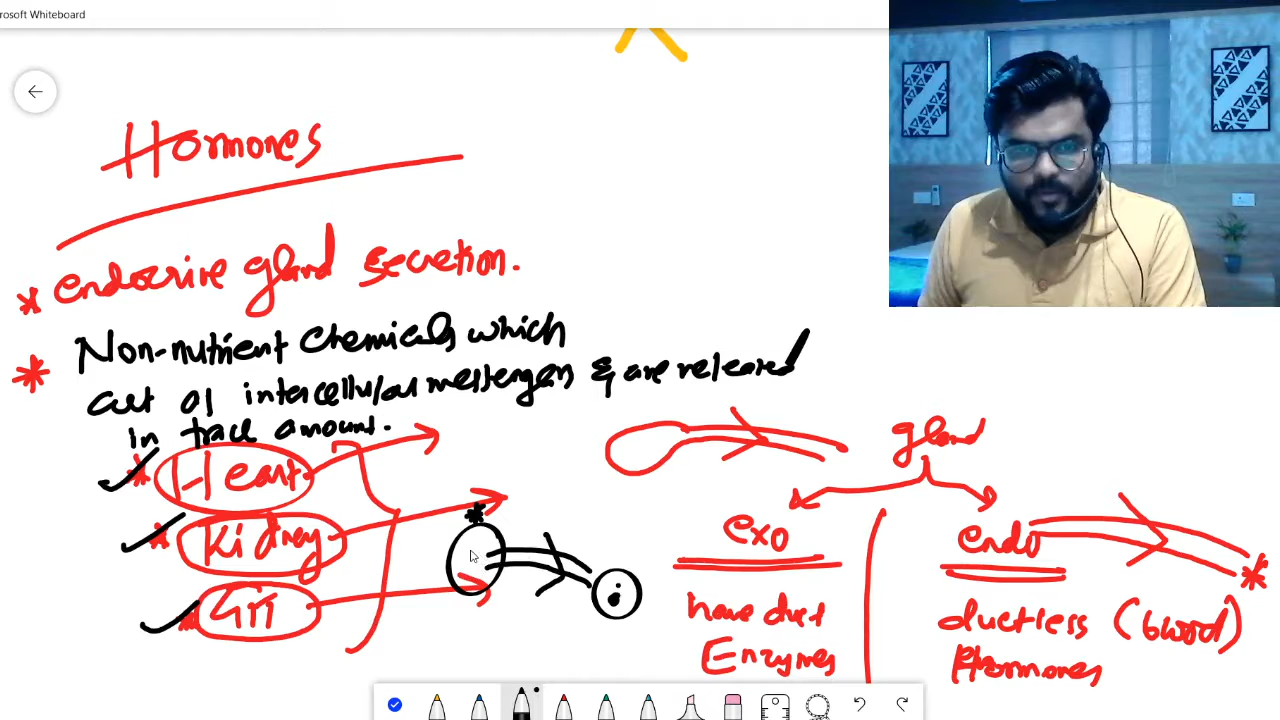 rosoft Whiteboard
Hormones
* endocrine gland secretion.
* Non-nutrient chemicals which
act as intercellular messengers & are released
in trace amount.
* Heart
* Kidney
GIT
gland
exo
endo
have duct
ductless (blood)
Enzymes
Hormones